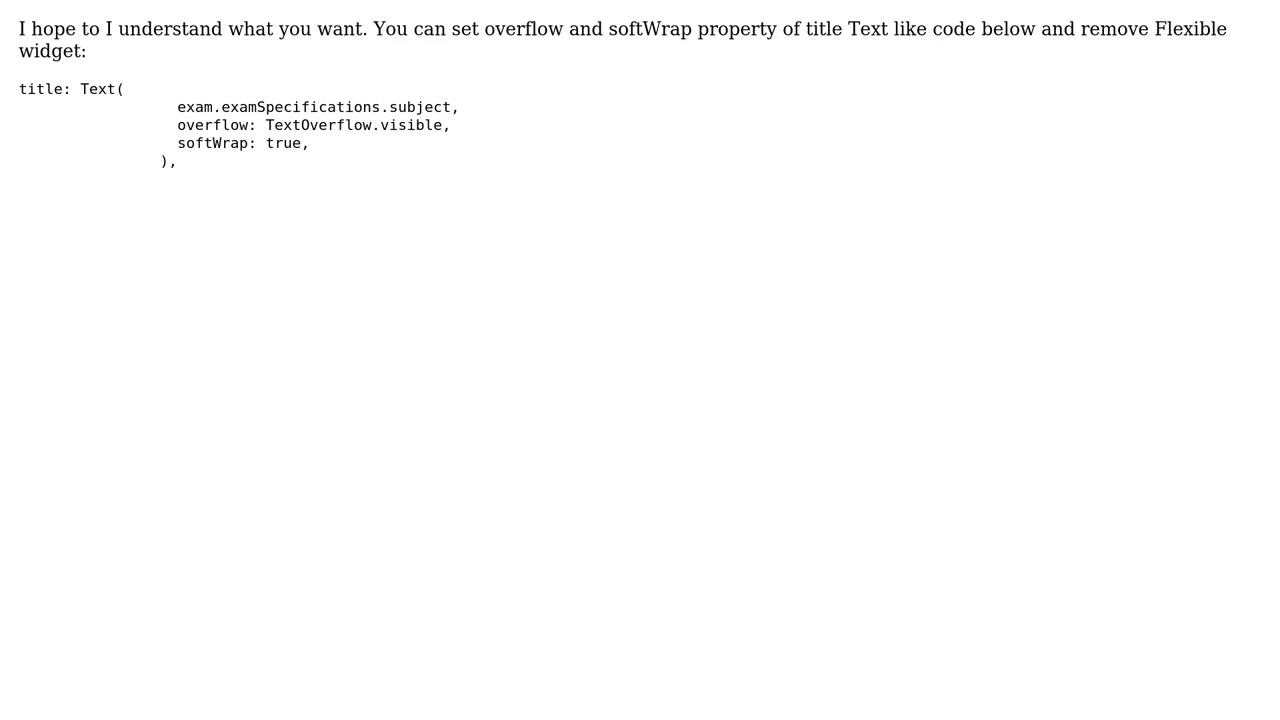 I hope to I understand what you want. You can set overflow and softWrap property of title Text like code below and remove Flexible
widget:
title: Text(
                  exam.examSpecifications.subject,
                  overflow: TextOverflow.visible,
                  softWrap: true,
                ),